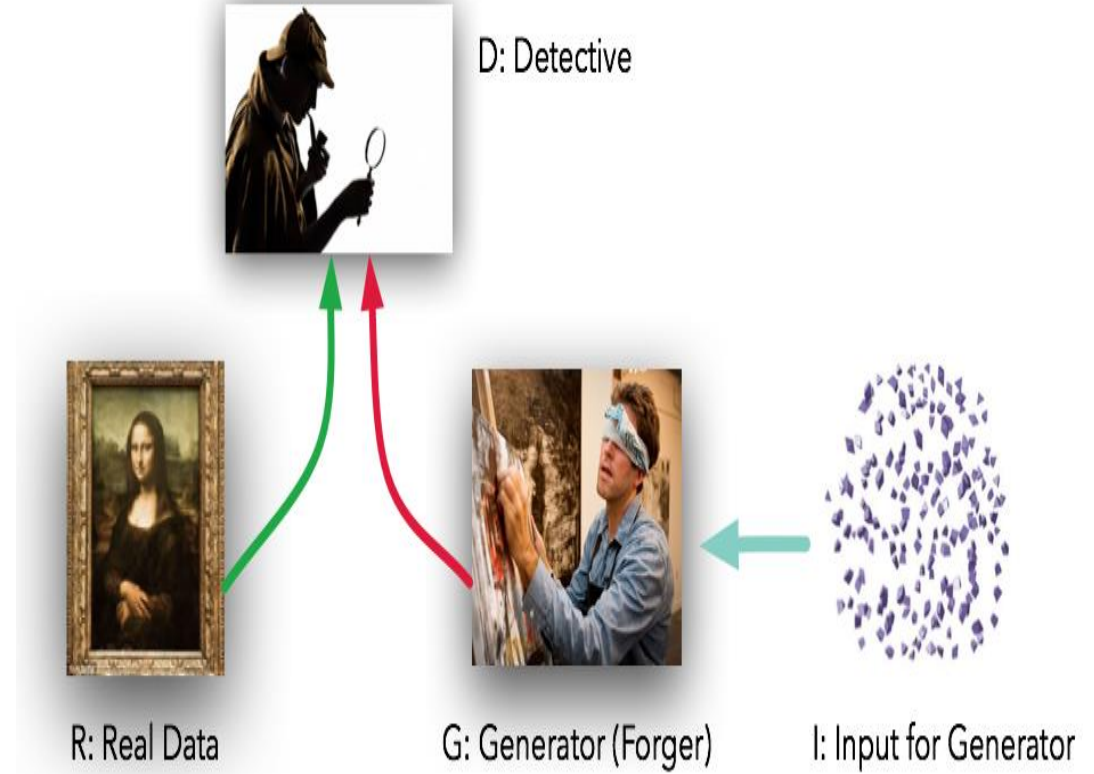 D: Detective
R: Real Data
G: Generator (Forger)
I: Input for Generator